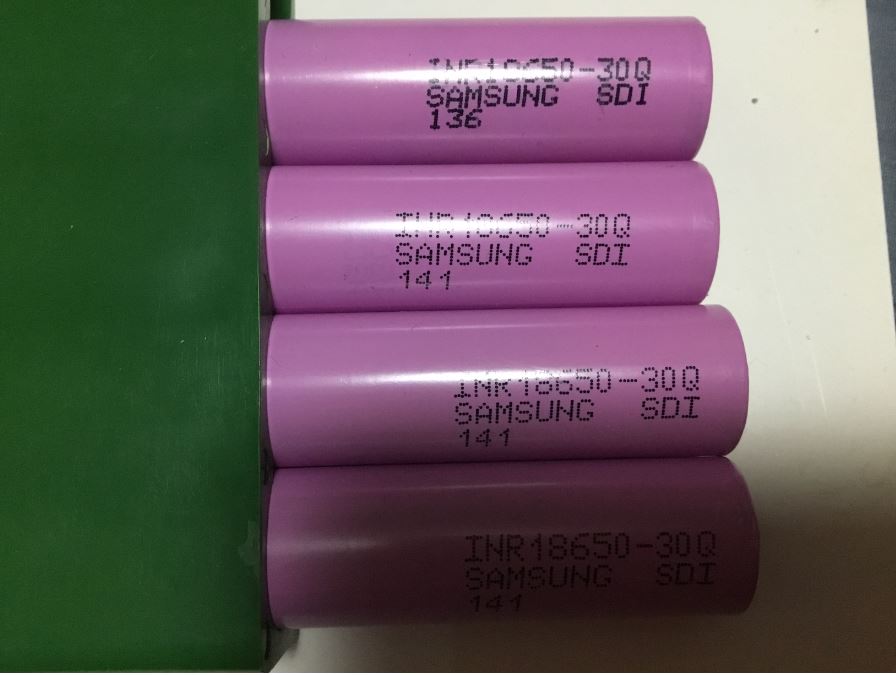 INR18650-30Q
SAMSUNG SDI
136
INR18650-30Q
SAMSUNG SDI
141
INR18650-30Q
SAMSUNG SDI
141
INR18650-30Q
SAMSUNG SDI
141